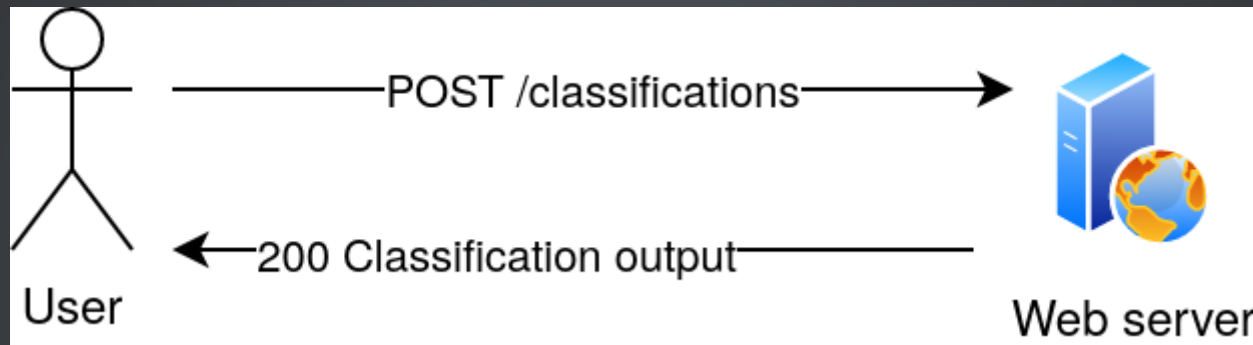 POST /classifications
200 Classification output
User
Web server